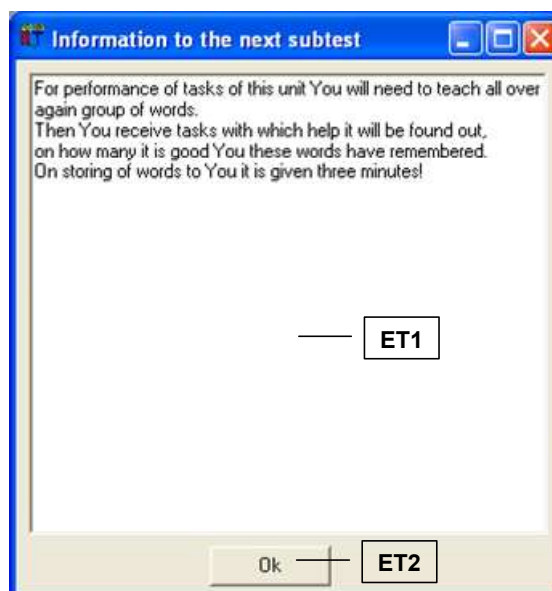 Information to the next subtest
For performance of tasks of this unit You will need to teach all over
again group of words.
Then You receive tasks with which help it will be found out,
on how many it is good You these words have remembered.
On storing of words to You it is given three minutes!
ET1
Ok
ET2